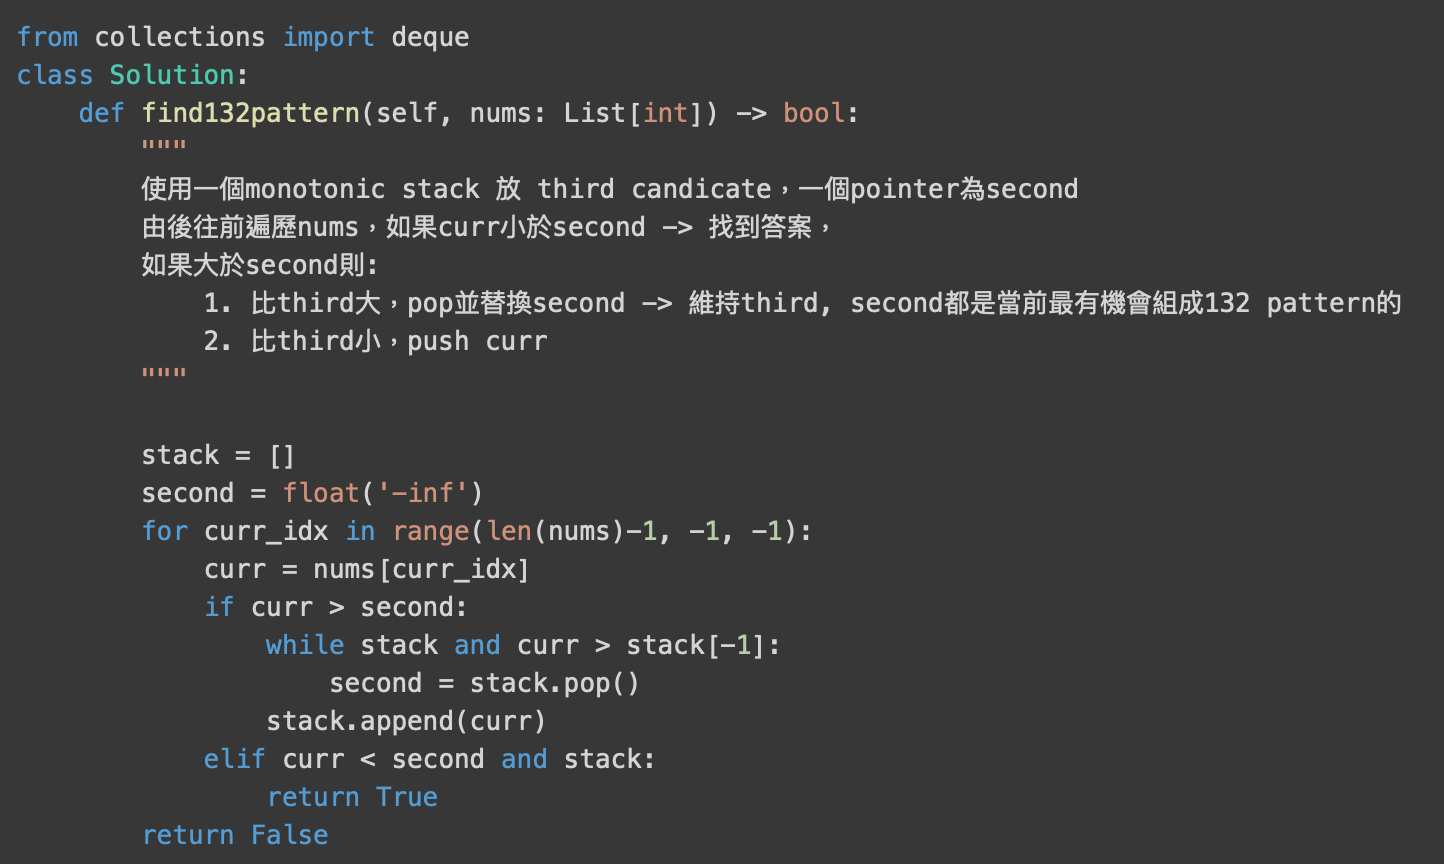 from collections import deque
class Solution:
    def find132pattern(self, nums: List[int]) -> bool:
        """
        使用一個monotonic stack 放 third candicate，一個pointer為second
        由後往前遍歷nums，如果curr小於second -> 找到答案，
        如果大於second則:
            1. 比third大，pop並替換second -> 維持third, second都是當前最有機會組成132 pattern的
            2. 比third小，push curr
        """

        stack = []
        second = float('-inf')
        for curr_idx in range(len(nums)-1, -1, -1):
            curr = nums[curr_idx]
            if curr > second:
                while stack and curr > stack[-1]:
                    second = stack.pop()
                stack.append(curr)
            elif curr < second and stack:
                return True
        return False